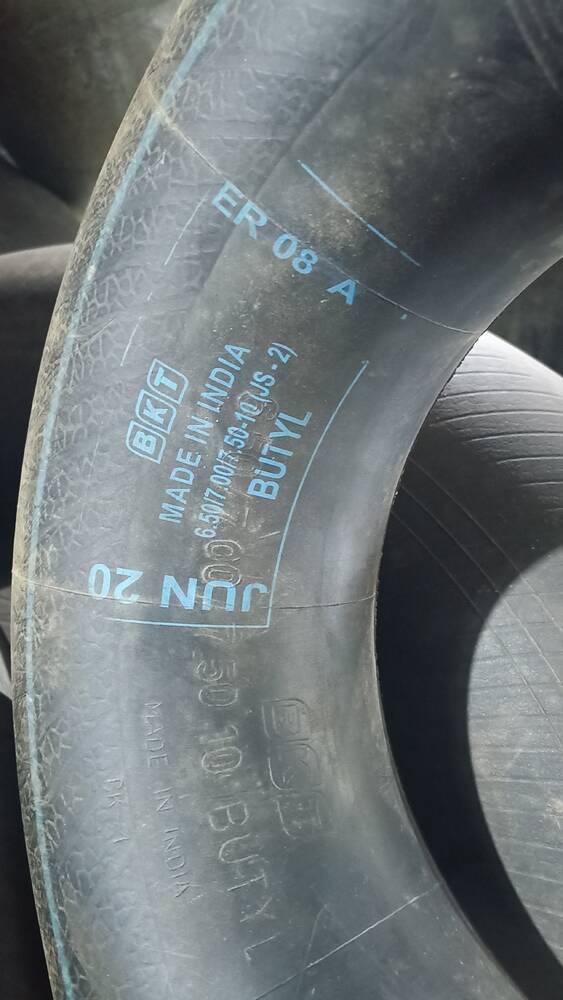 ER 08 A
BKT
MADE IN INDIA
6.50/7.00/7.50-10 (JS - 2)
BUTYL
JUN 20
50 10 BUTYL
MADE IN INDIA